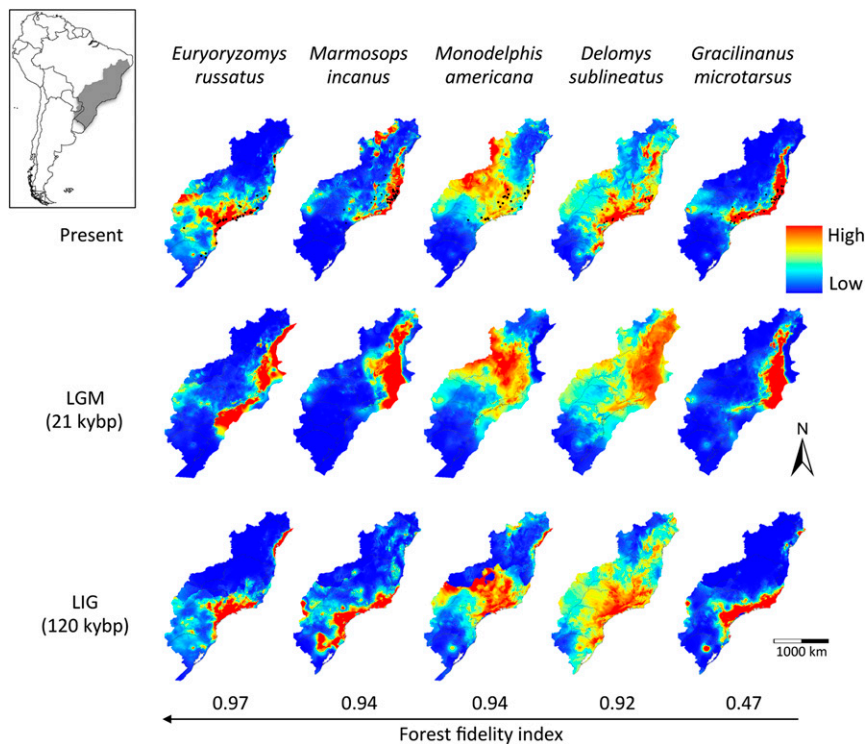 Euryoryzomys Marmosops Monodelphis Delomys Gracilinanus
russatus incanus americana sublineatus microtarsus
Present
High
Low
LGM
(21 kybp)
N
LIG
(120 kybp)
1000 km
0.97 0.94 0.94 0.92 0.47
Forest fidelity index